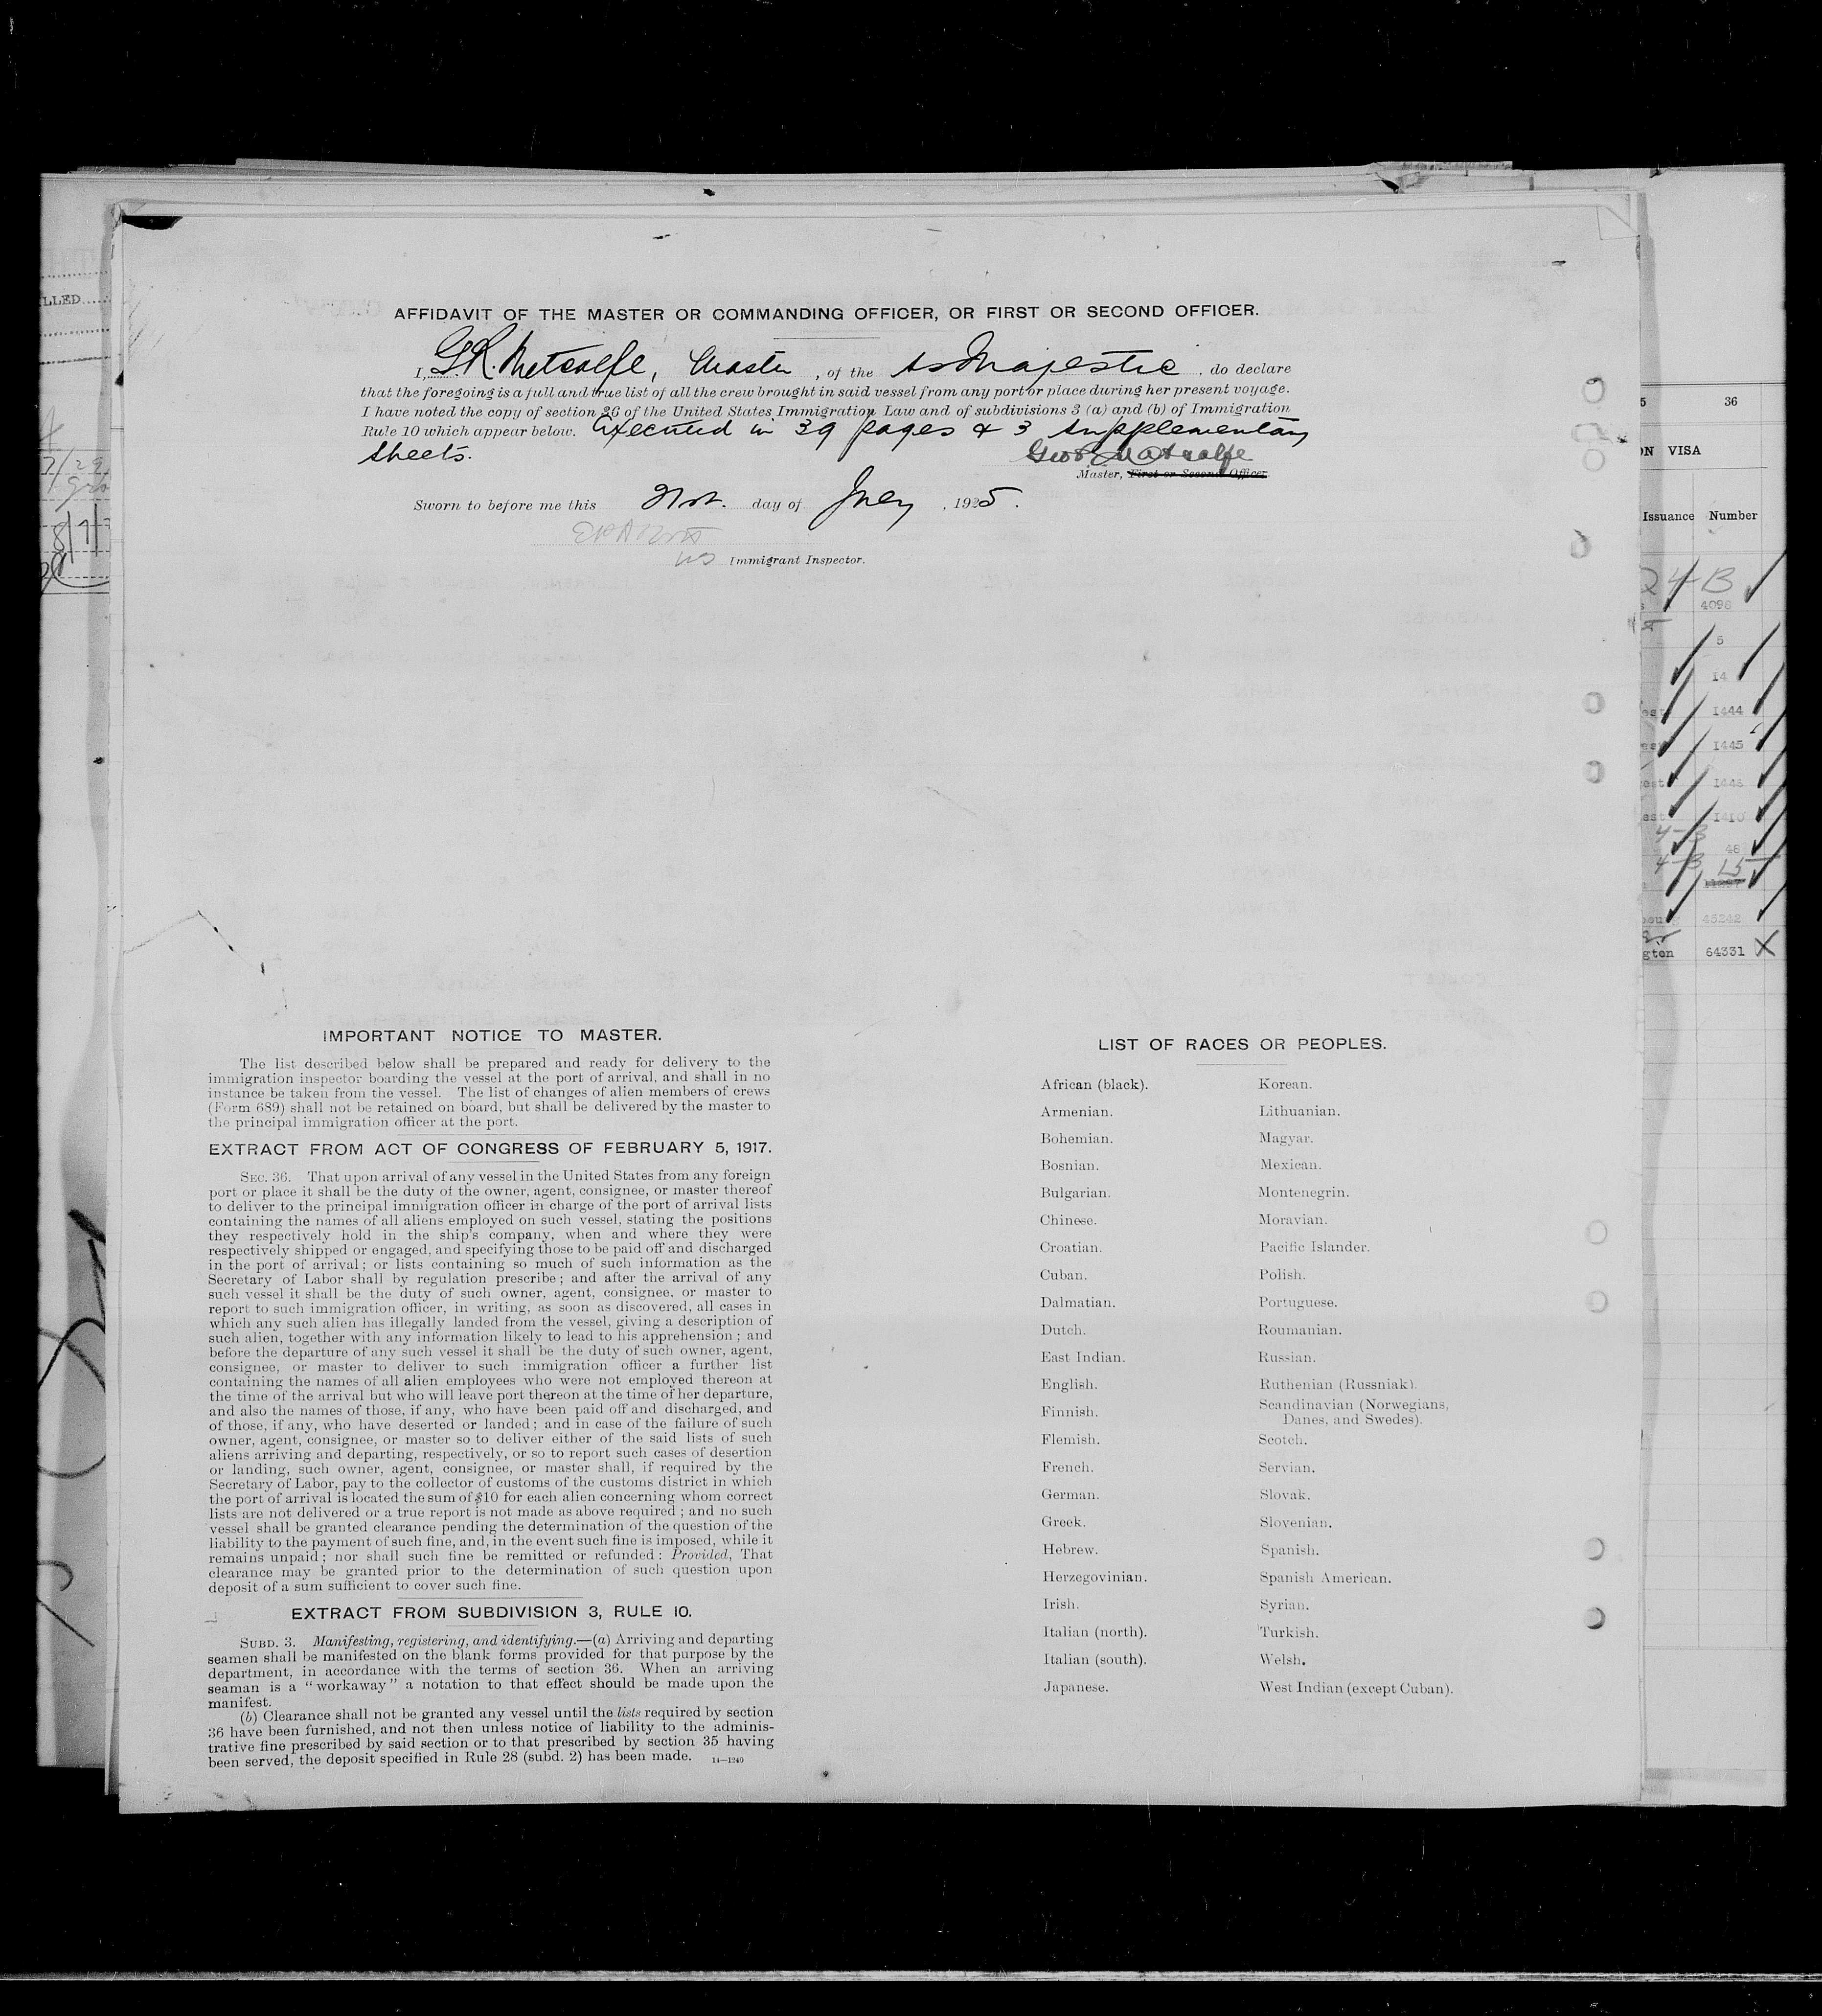 AFFIDAVIT OF THE MASTER OR COMMANDING OFFICER, OR FIRST OR SECOND OFFICER.
I, G R. Metcalfe, Master, of the ss Majestic, do declare
that the foregoing is a full and true list of all the crew brought in said vessel from any port or place during her present voyage.
I have noted the copy of section 36 of the United States Immigration Law and of subdivisions 3 (a) and (b) of Immigration
Rule 10 which appear below. Executed in 39 pages & 3 supplementary
sheets.
Geo R Metcalfe
Master, First or Second Officer.
Sworn to before me this 21st. day of July, 1925.
Immigrant Inspector.
IMPORTANT NOTICE TO MASTER.
The list described below shall be prepared and ready for delivery to the
immigration inspector boarding the vessel at the port of arrival, and shall in no
instance be taken from the vessel. The list of changes of alien members of crews
(Form 689) shall not be retained on board, but shall be delivered by the master to
the principal immigration officer at the port.
EXTRACT FROM ACT OF CONGRESS OF FEBRUARY 5, 1917.
SEC. 36. That upon arrival of any vessel in the United States from any foreign
port or place it shall be the duty of the owner, agent, consignee, or master thereof
to deliver to the principal immigration officer in charge of the port of arrival lists
containing the names of all aliens employed on such vessel, stating the positions
they respectively hold in the ship's company, when and where they were
respectively shipped or engaged, and specifying those to be paid off and discharged
in the port of arrival; or lists containing so much of such information as the
Secretary of Labor shall by regulation prescribe; and after the arrival of any
such vessel it shall be the duty of such owner, agent, consignee, or master to
report to such immigration officer, in writing, as soon as discovered, all cases in
which any such alien has illegally landed from the vessel, giving a description of
such alien, together with any information likely to lead to his apprehension; and
before the departure of any such vessel it shall be the duty of such owner, agent,
consignee, or master to deliver to such immigration officer a further list
containing the names of all alien employees who were not employed thereon at
the time of the arrival but who will leave port thereon at the time of her departure,
and also the names of those, if any, who have been paid off and discharged, and
of those, if any, who have deserted or landed; and in case of the failure of such
owner, agent, consignee, or master so to deliver either of the said lists of such
aliens arriving and departing, respectively, or so to report such cases of desertion
or landing, such owner, agent, consignee, or master shall, if required by the
Secretary of Labor, pay to the collector of customs of the customs district in which
the port of arrival is located the sum of $10 for each alien concerning whom correct
lists are not delivered or a true report is not made as above required; and no such
vessel shall be granted clearance pending the determination of the question of the
liability to the payment of such fine, and, in the event such fine is imposed, while it
remains unpaid; nor shall such fine be remitted or refunded: Provided, That
clearance may be granted prior to the determination of such question upon
deposit of a sum sufficient to cover such fine.
EXTRACT FROM SUBDIVISION 3, RULE 10.
SUBD. 3. Manifesting, registering, and identifying.—(a) Arriving and departing
seamen shall be manifested on the blank forms provided for that purpose by the
department, in accordance with the terms of section 36. When an arriving
seaman is a "workaway" a notation to that effect should be made upon the
manifest.
(b) Clearance shall not be granted any vessel until the lists required by section
36 have been furnished, and not then unless notice of liability to the adminis-
trative fine prescribed by said section or to that prescribed by section 35 having
been served, the deposit specified in Rule 28 (subd. 2) has been made. 14—1240
LIST OF RACES OR PEOPLES.
African (black). Korean.
Armenian. Lithuanian.
Bohemian. Magyar.
Bosnian. Mexican.
Bulgarian. Montenegrin.
Chinese. Moravian.
Croatian. Pacific Islander.
Cuban. Polish.
Dalmatian. Portuguese.
Dutch. Roumanian.
East Indian. Russian.
English. Ruthenian (Russniak).
Finnish. Scandinavian (Norwegians,
Danes, and Swedes).
Flemish. Scotch.
French. Servian.
German. Slovak.
Greek. Slovenian.
Hebrew. Spanish.
Herzegovinian. Spanish American.
Irish. Syrian.
Italian (north). Turkish.
Italian (south). Welsh.
Japanese. West Indian (except Cuban).
LLED
36
VISA
Issuance Number
4-B
4098
5
14
1444
1445
1446
1410
46
45242
gton 64331